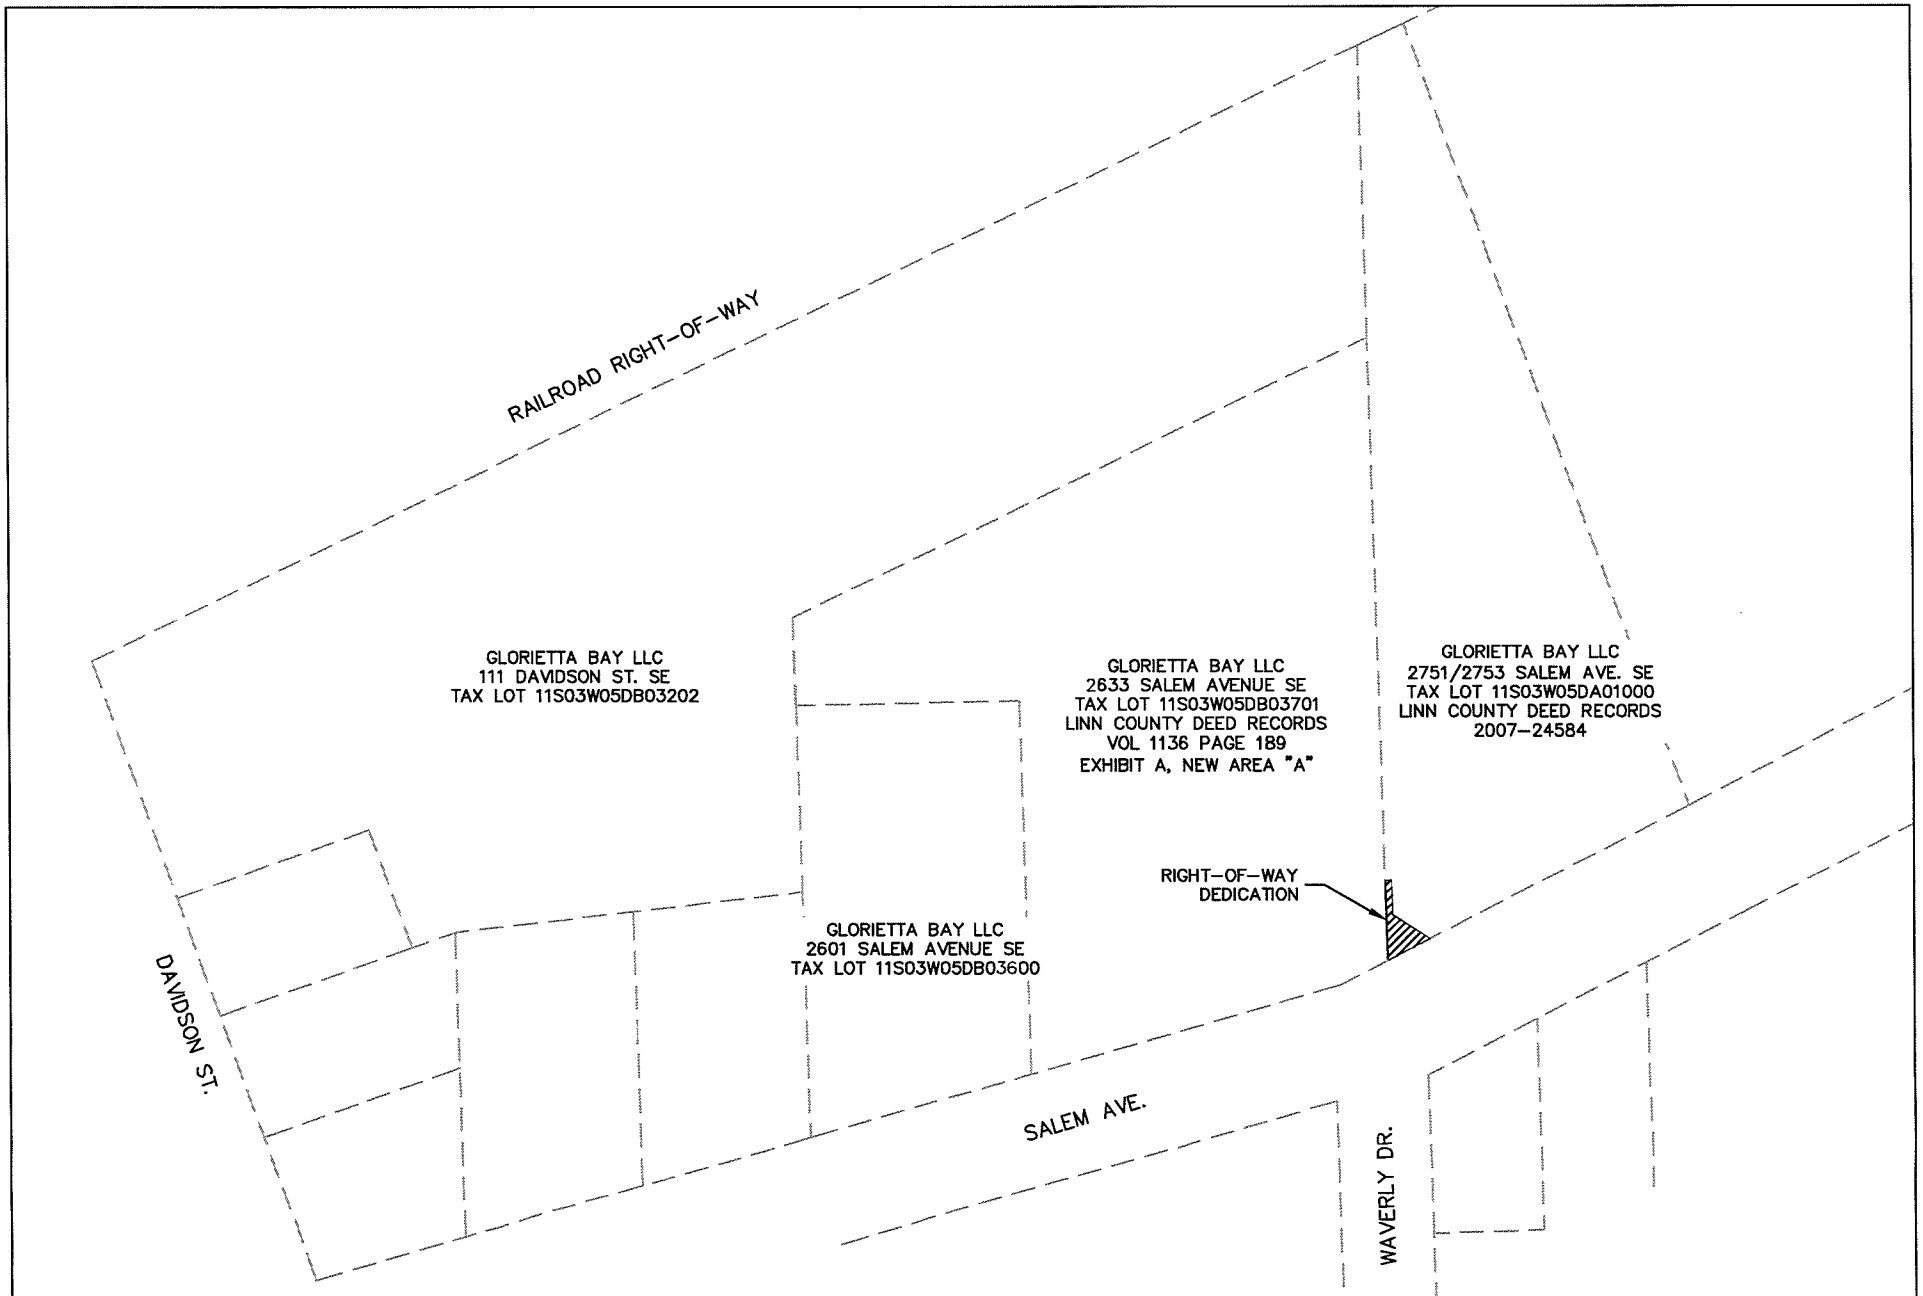 RAILROAD RIGHT-OF-WAY
GLORIETTA BAY LLC
111 DAVIDSON ST. SE
TAX LOT 11S03W05DB03202
GLORIETTA BAY LLC
2633 SALEM AVENUE SE
TAX LOT 11S03W05DB03701
LINN COUNTY DEED RECORDS
VOL 1136 PAGE 189
EXHIBIT A, NEW AREA "A"
GLORIETTA BAY LLC
2751/2753 SALEM AVE. SE
TAX LOT 11S03W05DA01000
LINN COUNTY DEED RECORDS
2007-24584
RIGHT-OF-WAY
DEDICATION
GLORIETTA BAY LLC
2601 SALEM AVENUE SE
TAX LOT 11S03W05DB03600
DAVIDSON ST.
SALEM AVE.
WAVERLY DR.